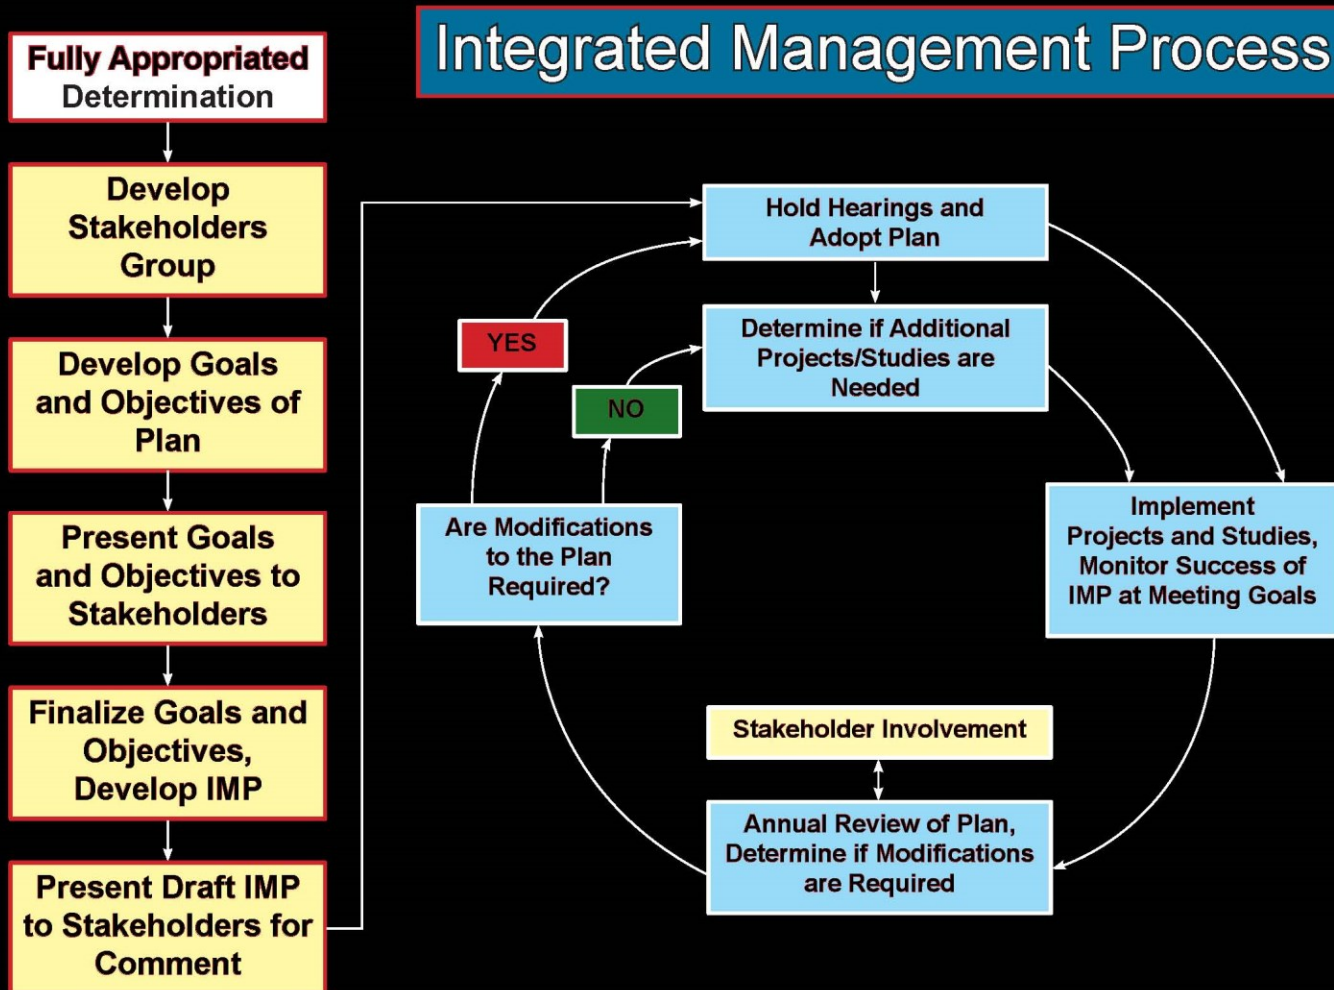 Integrated Management Process
Fully Appropriated
Determination
Develop
Stakeholders
Group
Develop Goals
and Objectives of
Plan
Present Goals
and Objectives to
Stakeholders
Finalize Goals and
Objectives,
Develop IMP
Present Draft IMP
to Stakeholders for
Comment
Hold Hearings and
Adopt Plan
YES
Determine if Additional
Projects/Studies are
Needed
NO
Are Modifications
to the Plan
Required?
Implement
Projects and Studies,
Monitor Success of
IMP at Meeting Goals
Stakeholder Involvement
Annual Review of Plan,
Determine if Modifications
are Required